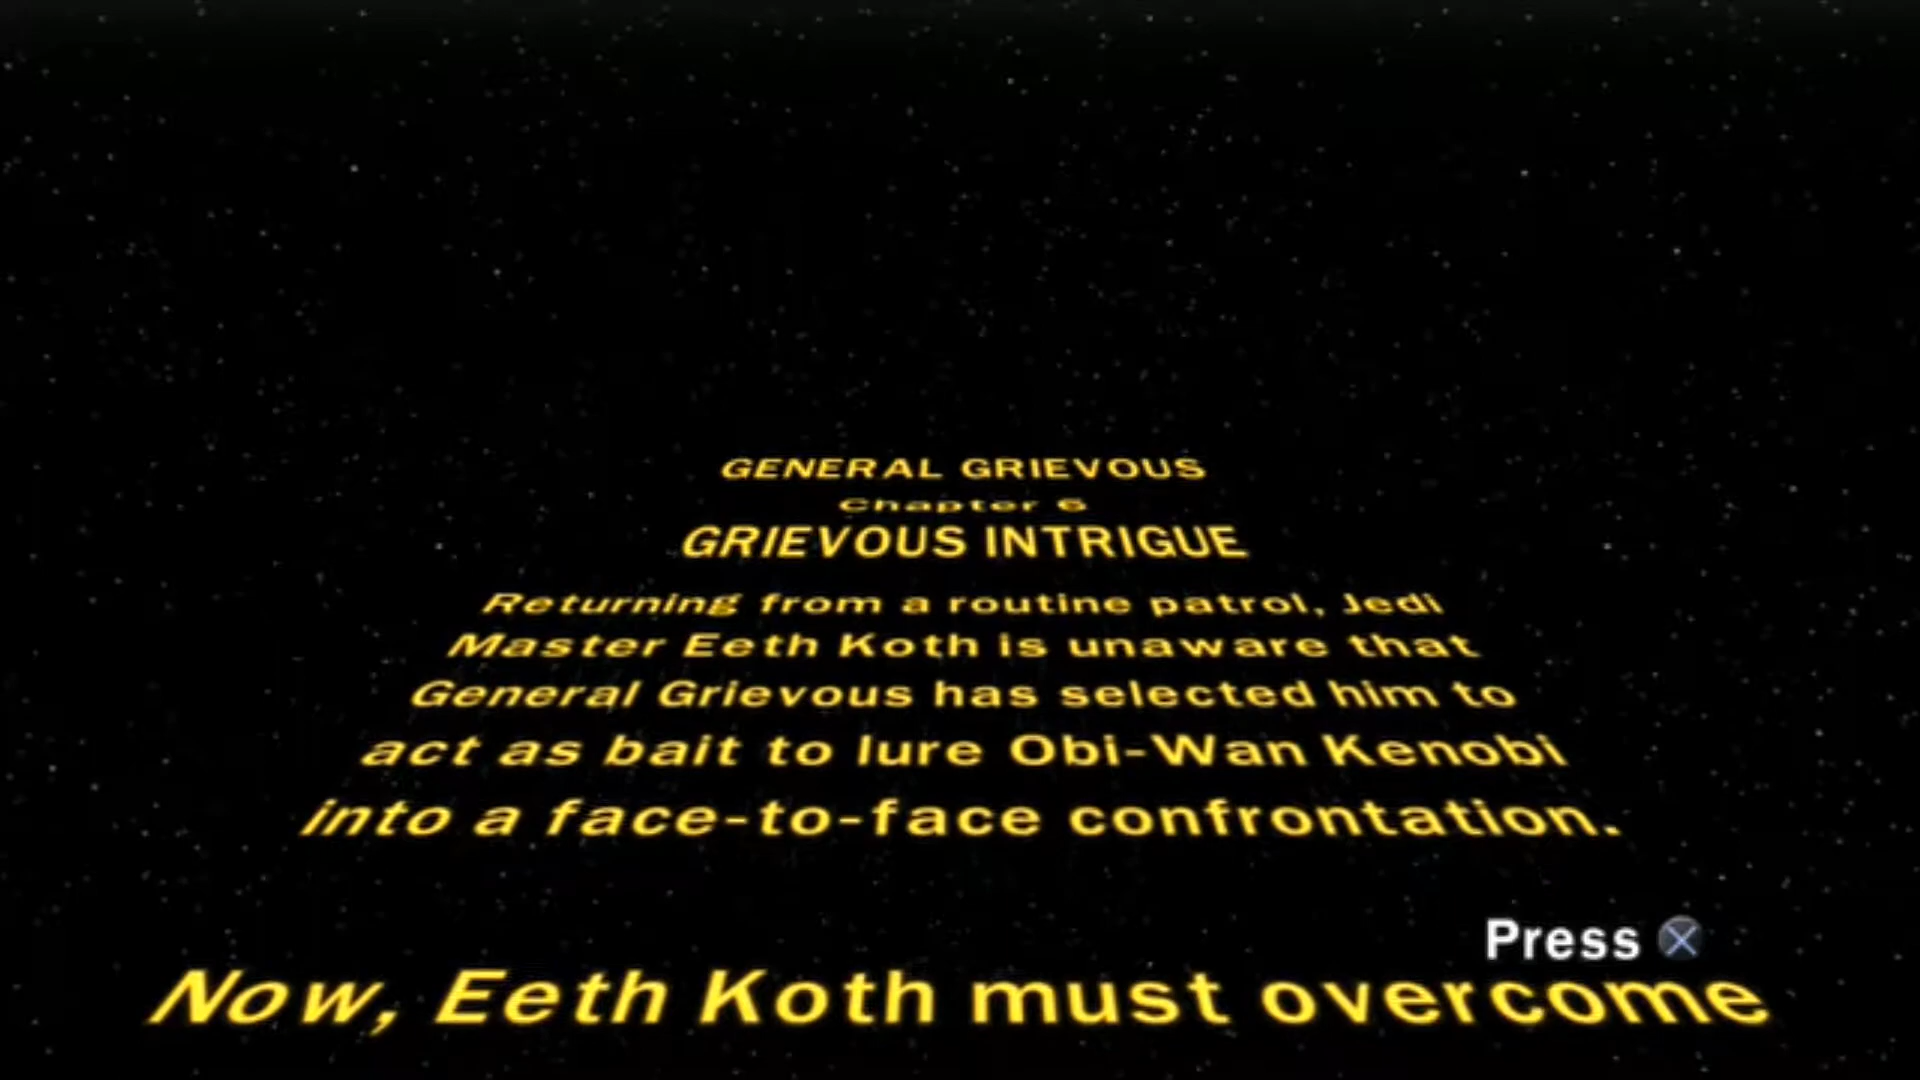 GENERAL GRIEVOUS
Chapter 6
GRIEVOUS INTRIGUE
Returning from a routine patrol, Jedi
Master Eeth Koth is unaware that
General Grievous has selected him to
act as bait to lure Obi-Wan Kenobi
into a face-to-face confrontation.
Press
Now, Eeth Koth must overcome